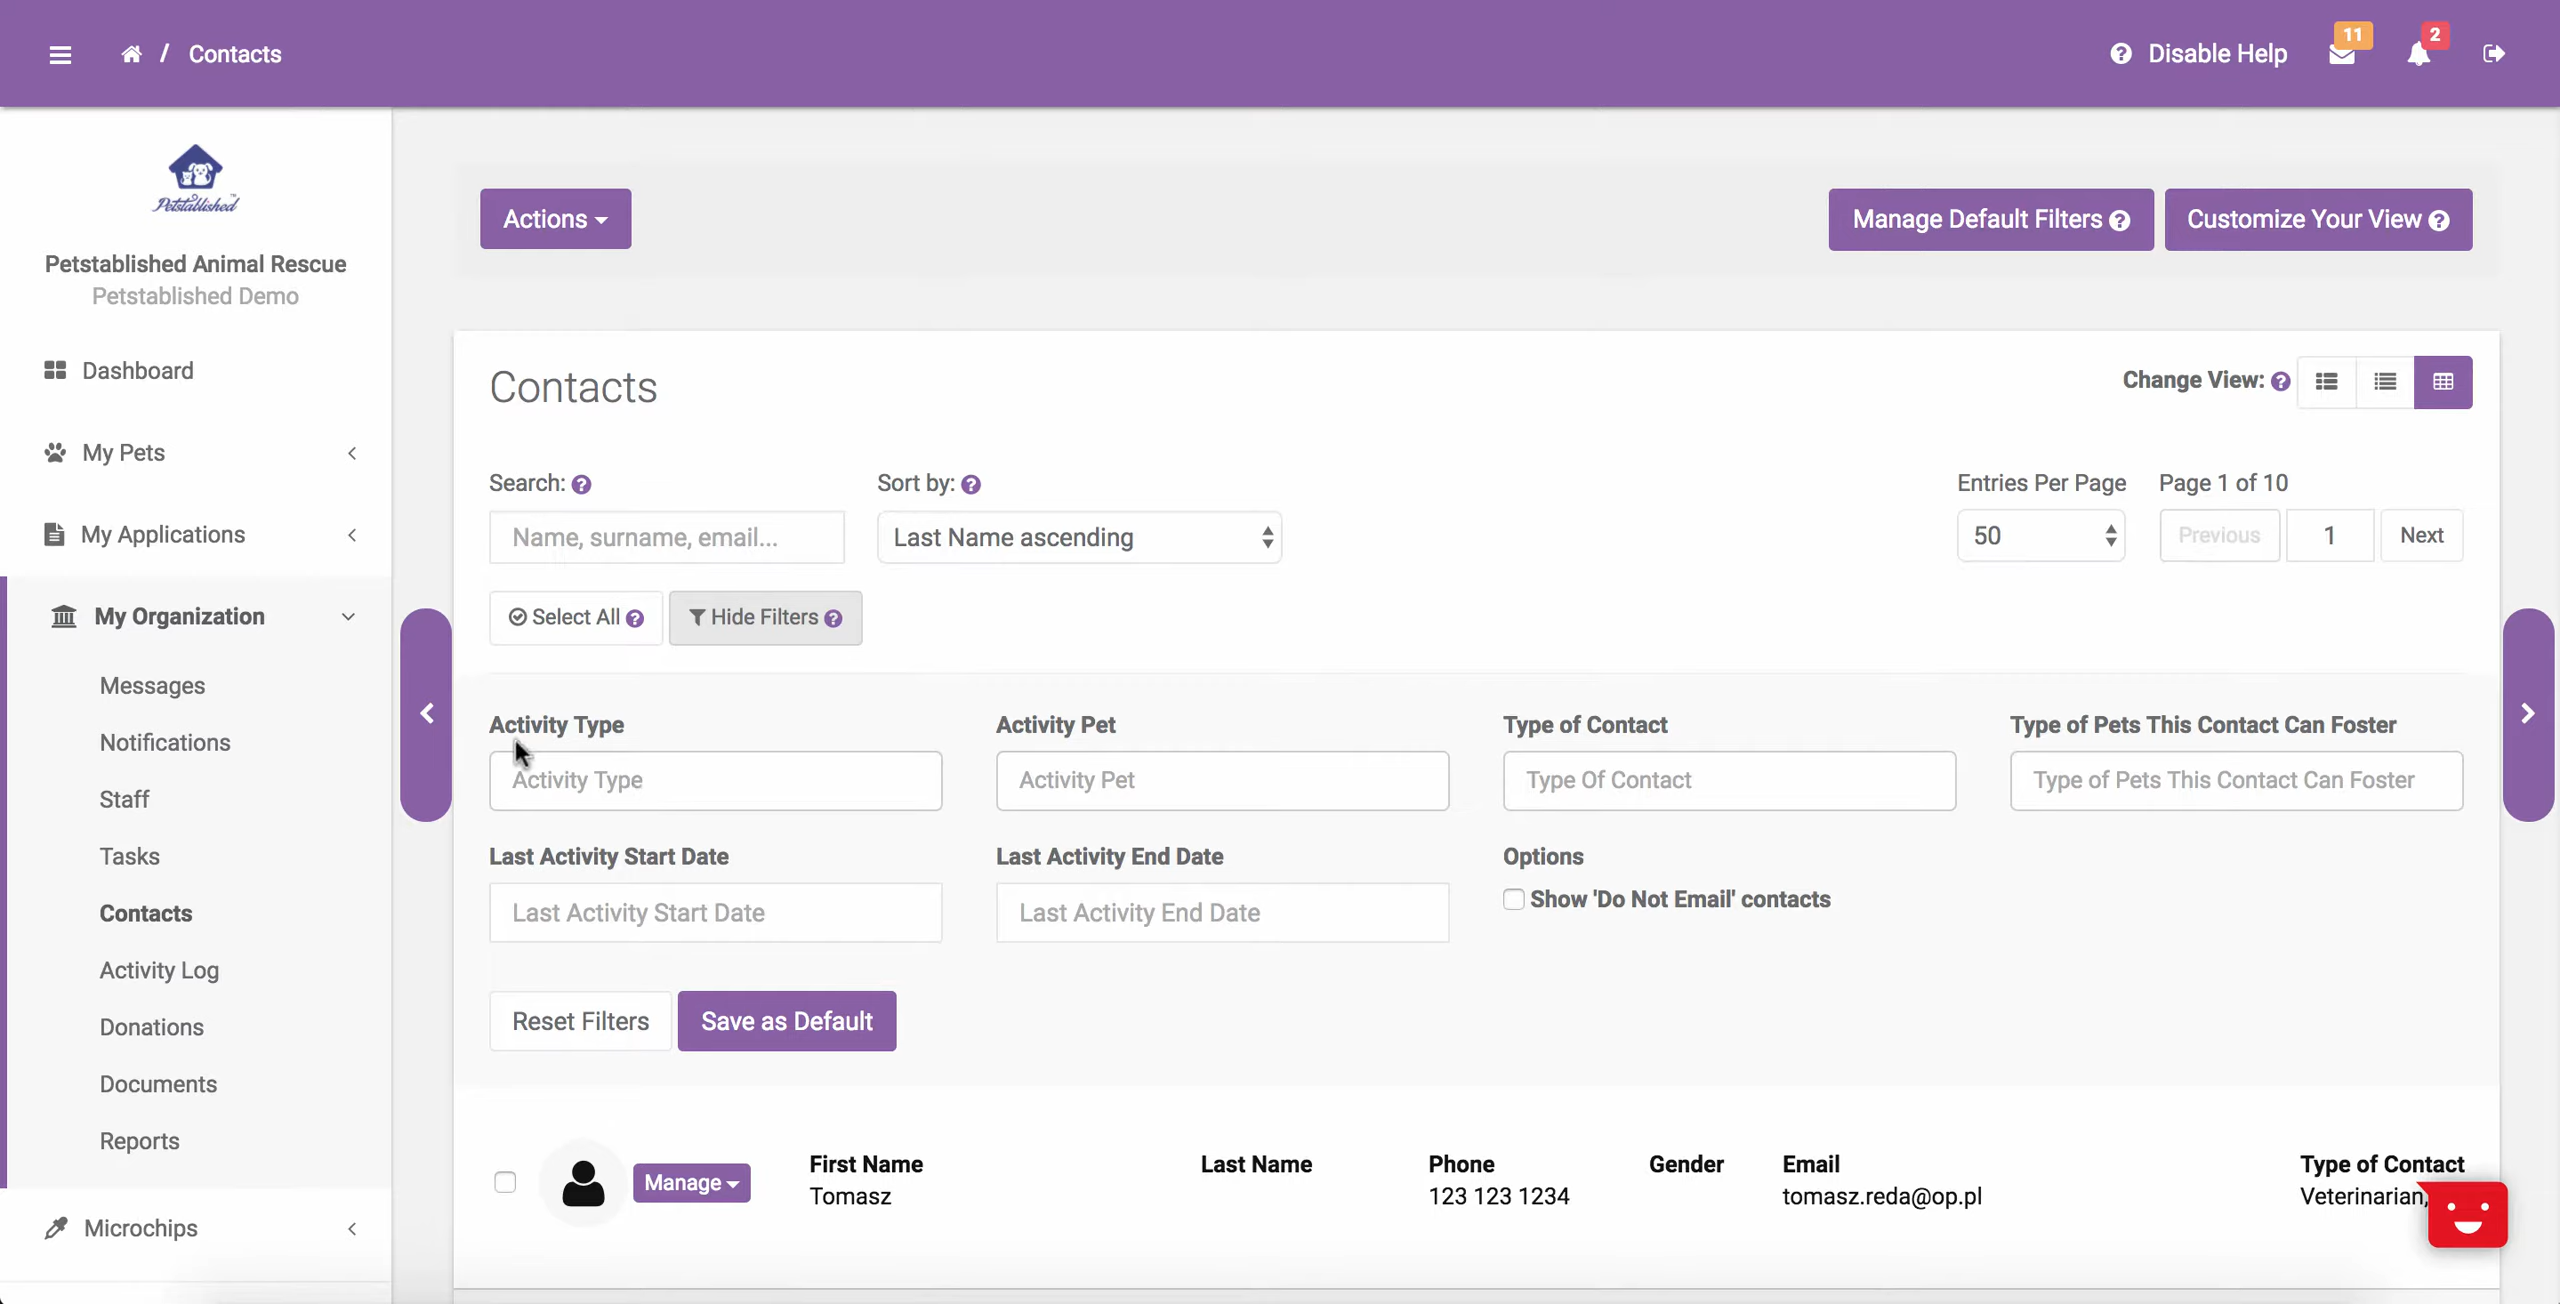 / Contacts
Disable Help
11
2
Petstablished™
Petstablished Animal Rescue
Petstablished Demo
Dashboard
My Pets
My Applications
My Organization
Messages
Notifications
Staff
Tasks
Contacts
Activity Log
Donations
Documents
Reports
Microchips
Actions
Manage Default Filters ?
Customize Your View ?
Contacts
Change View: ?
Search: ?
Sort by: ?
Entries Per Page
Page 1 of 10
Name, surname, email...
Last Name ascending
50
Previous
1
Next
Select All ?
Hide Filters ?
Activity Type
Activity Pet
Type of Contact
Type of Pets This Contact Can Foster
Activity Type
Activity Pet
Type Of Contact
Type of Pets This Contact Can Foster
Last Activity Start Date
Last Activity End Date
Options
Last Activity Start Date
Last Activity End Date
Show 'Do Not Email' contacts
Reset Filters
Save as Default
Manage
First Name
Last Name
Phone
Gender
Email
Type of Contact
Tomasz
123 123 1234
tomasz.reda@op.pl
Veterinarian,